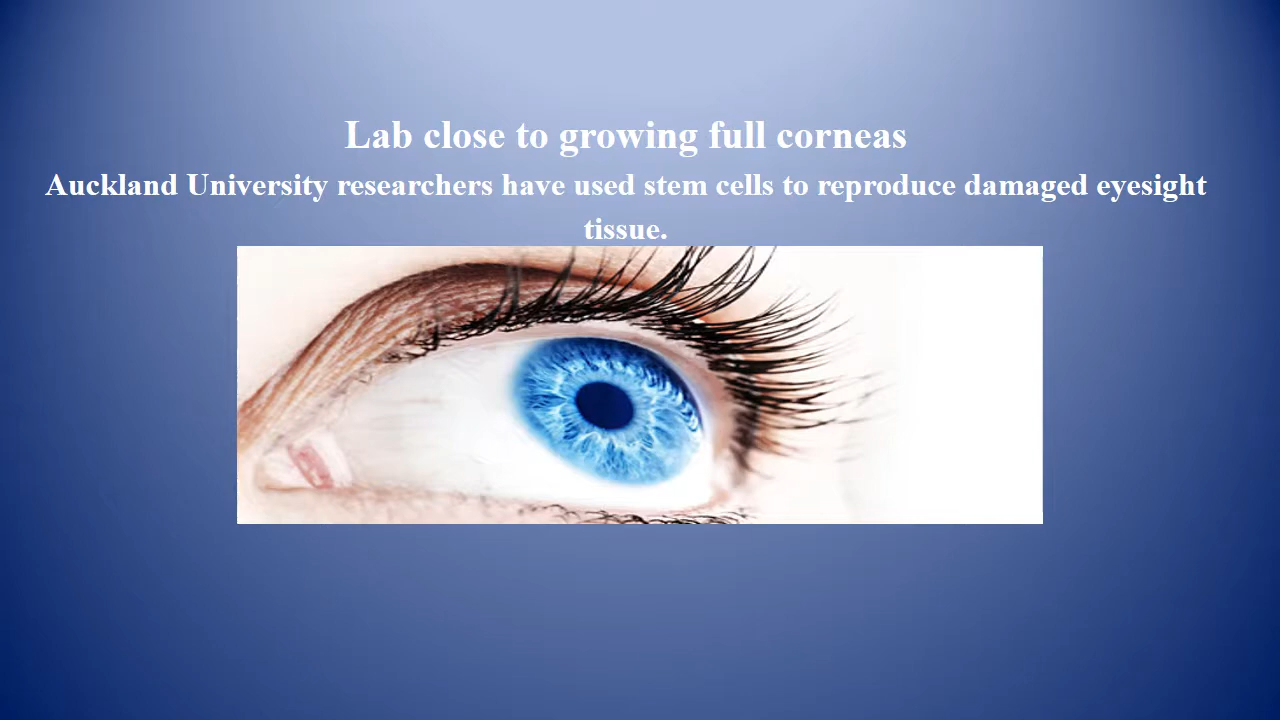 Lab close to growing full corneas
Auckland University researchers have used stem cells to reproduce damaged eyesight
tissue.